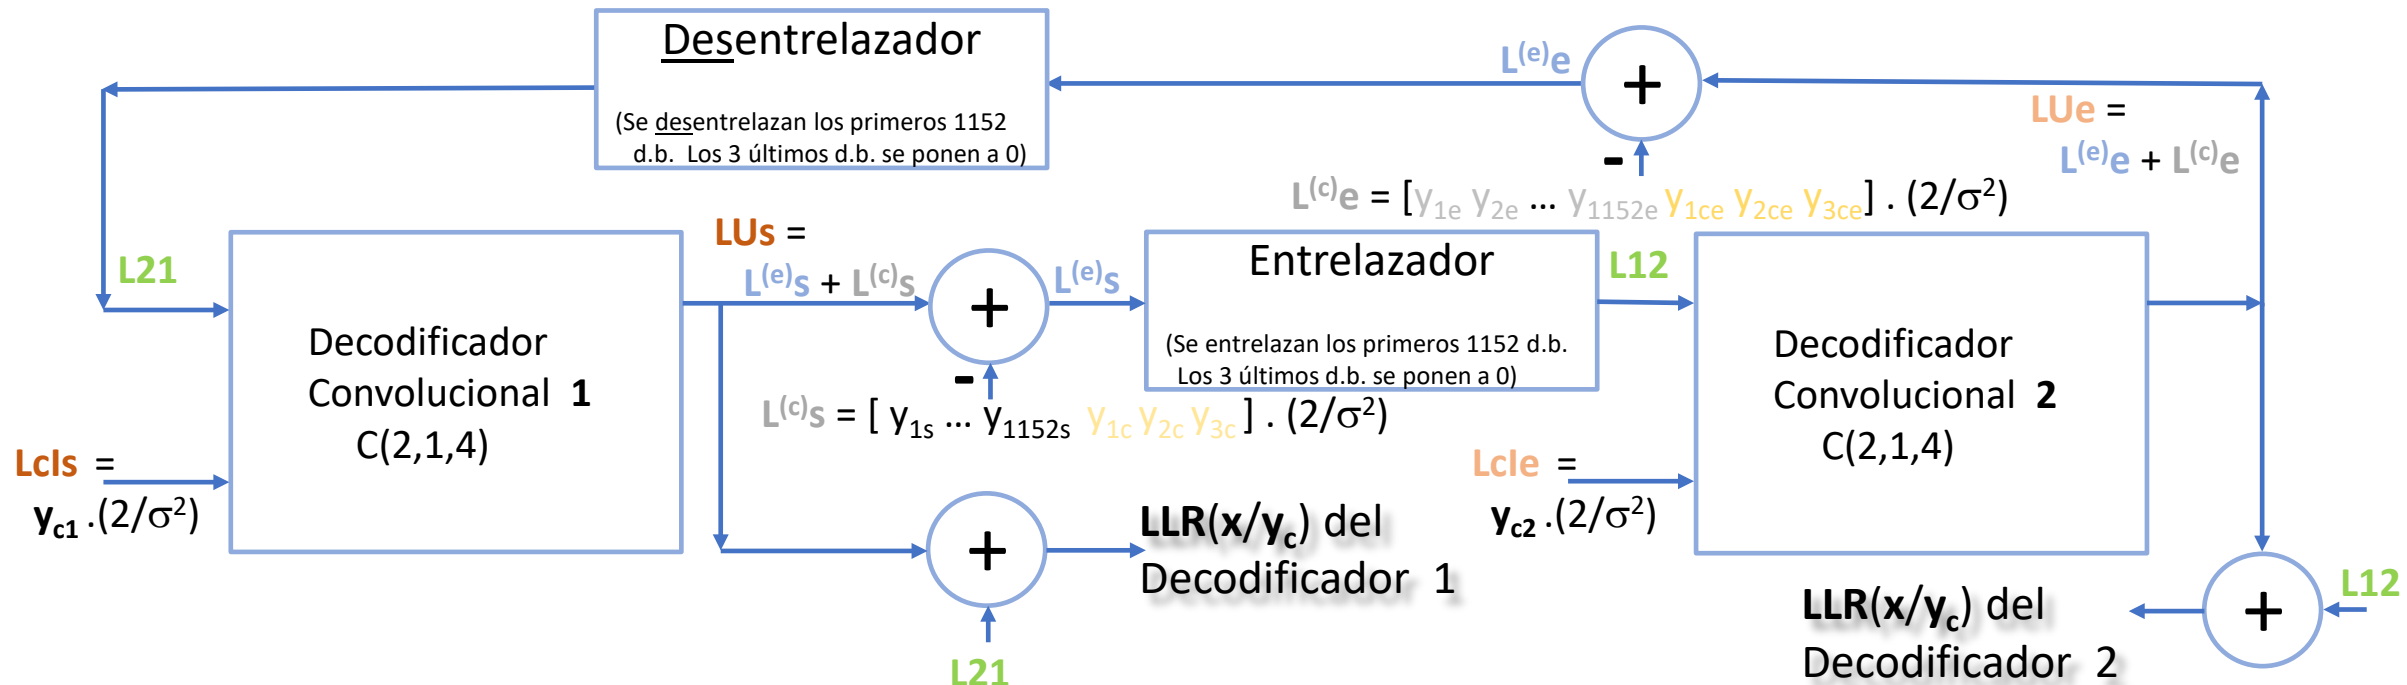 Desentrelazador
(Se desentrelazan los primeros 1152
d.b. Los 3 últimos d.b. se ponen a 0)
L(e)e
+
-
LUe =
L(e)e + L(c)e
L(c)e = [y1e y2e ... y1152e y1ce y2ce y3ce] . (2/σ2)
L21
Decodificador
Convolucional 1
C(2,1,4)
LcIs =
yc1 .(2/σ2)
LUs =
L(e)s + L(c)s
+
-
L(e)s
L(c)s = [ y1s ... y1152s y1c y2c y3c ] . (2/σ2)
Entrelazador
(Se entrelazan los primeros 1152 d.b.
Los 3 últimos d.b. se ponen a 0)
L12
Decodificador
Convolucional 2
C(2,1,4)
LcIe =
yc2 .(2/σ2)
+
L21
LLR(x/yc) del
Decodificador 1
LLR(x/yc) del
Decodificador 2
+
L12